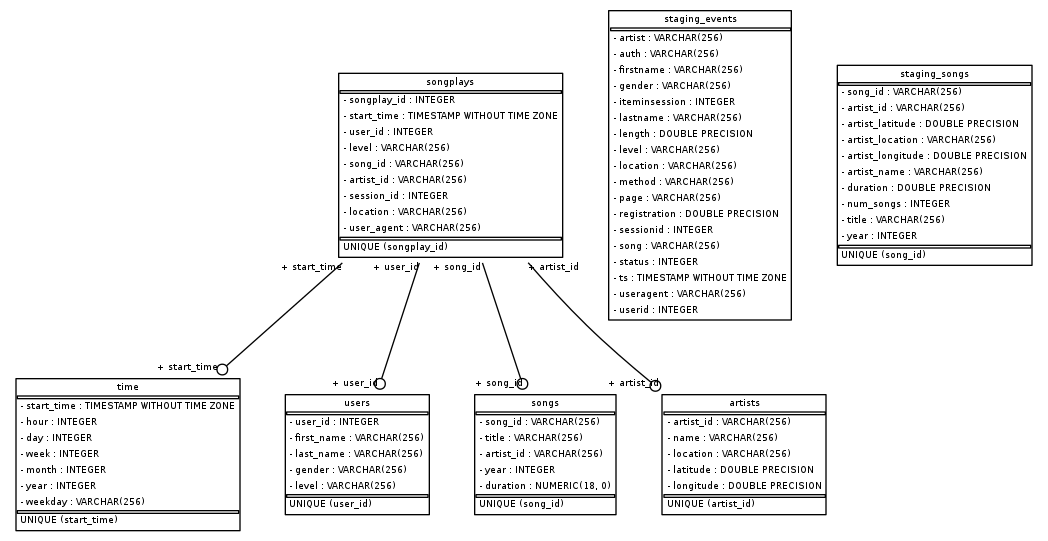 staging_events
- artist : VARCHAR(256)
- auth : VARCHAR(256)
- firstname : VARCHAR(256)
- gender : VARCHAR(256)
- iteminsession : INTEGER
- lastname : VARCHAR(256)
- length : DOUBLE PRECISION
- level : VARCHAR(256)
- location : VARCHAR(256)
- method : VARCHAR(256)
- page : VARCHAR(256)
- registration : DOUBLE PRECISION
- sessionid : INTEGER
- song : VARCHAR(256)
- status : INTEGER
- ts : TIMESTAMP WITHOUT TIME ZONE
- useragent : VARCHAR(256)
- userid : INTEGER
staging_songs
- song_id : VARCHAR(256)
- artist_id : VARCHAR(256)
- artist_latitude : DOUBLE PRECISION
- artist_location : VARCHAR(256)
- artist_longitude : DOUBLE PRECISION
- artist_name : VARCHAR(256)
- duration : DOUBLE PRECISION
- num_songs : INTEGER
- title : VARCHAR(256)
- year : INTEGER
UNIQUE (song_id)
songplays
- songplay_id : INTEGER
- start_time : TIMESTAMP WITHOUT TIME ZONE
- user_id : INTEGER
- level : VARCHAR(256)
- song_id : VARCHAR(256)
- artist_id : VARCHAR(256)
- session_id : INTEGER
- location : VARCHAR(256)
- user_agent : VARCHAR(256)
UNIQUE (songplay_id)
+ start_time
+ user_id
+ song_id
+ artist_id
+ start_time
+ user_id
+ song_id
+ artist_id
time
- start_time : TIMESTAMP WITHOUT TIME ZONE
- hour : INTEGER
- day : INTEGER
- week : INTEGER
- month : INTEGER
- year : INTEGER
- weekday : VARCHAR(256)
UNIQUE (start_time)
users
- user_id : INTEGER
- first_name : VARCHAR(256)
- last_name : VARCHAR(256)
- gender : VARCHAR(256)
- level : VARCHAR(256)
UNIQUE (user_id)
songs
- song_id : VARCHAR(256)
- title : VARCHAR(256)
- artist_id : VARCHAR(256)
- year : INTEGER
- duration : NUMERIC(18, 0)
UNIQUE (song_id)
artists
- artist_id : VARCHAR(256)
- name : VARCHAR(256)
- location : VARCHAR(256)
- latitude : DOUBLE PRECISION
- longitude : DOUBLE PRECISION
UNIQUE (artist_id)